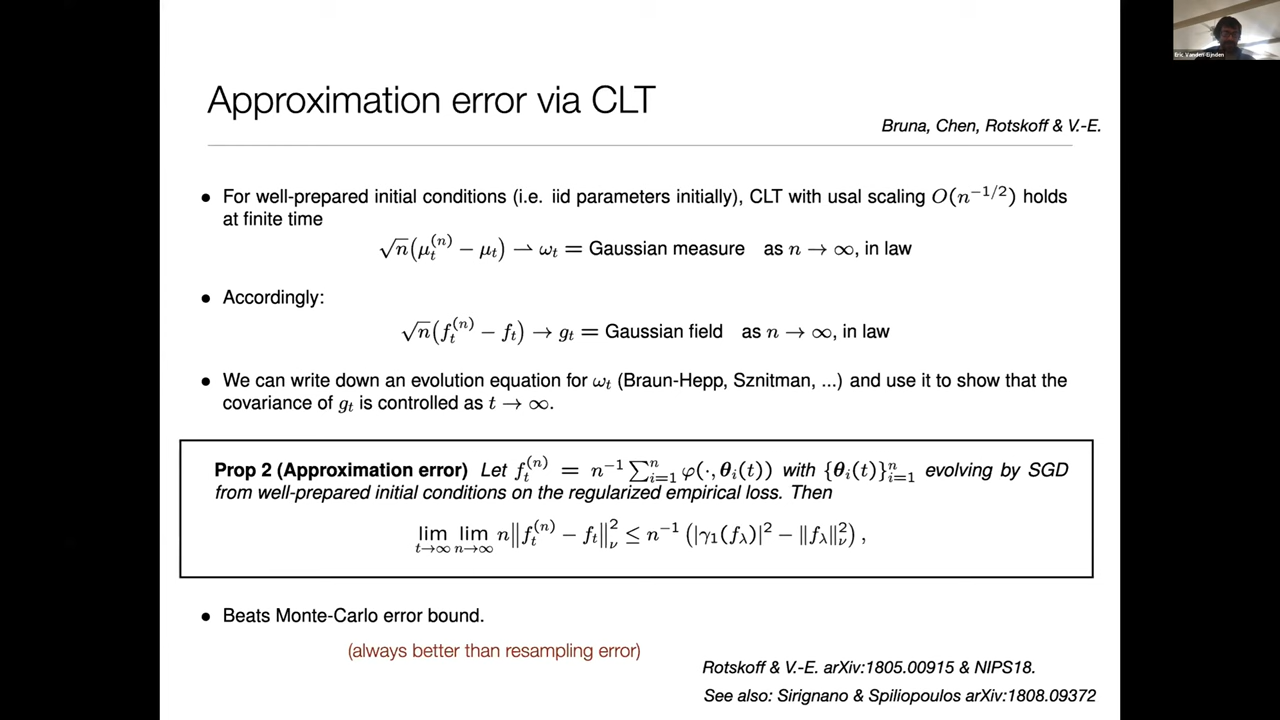 Eric Vanden Eijnden
Approximation error via CLT
Bruna, Chen, Rotskoff & V.-E.
• For well-prepared initial conditions (i.e. iid parameters initially), CLT with usal scaling O(n^{-1/2}) holds
at finite time
√n(μ_t^{(n)} − μ_t) ⇀ ω_t = Gaussian measure as n → ∞, in law
• Accordingly:
√n(f_t^{(n)} − f_t) → g_t = Gaussian field as n → ∞, in law
• We can write down an evolution equation for ω_t (Braun-Hepp, Sznitman, ...) and use it to show that the
covariance of g_t is controlled as t → ∞.
Prop 2 (Approximation error) Let f_t^{(n)} = n^{-1} ∑_{i=1}^n φ(·, θ_i(t)) with {θ_i(t)}_{i=1}^n evolving by SGD
from well-prepared initial conditions on the regularized empirical loss. Then
lim_{t→∞} lim_{n→∞} n‖f_t^{(n)} − f_t‖_ν^2 ≤ n^{-1} (|γ_1(f_λ)|^2 − ‖f_λ‖_ν^2),
• Beats Monte-Carlo error bound.
(always better than resampling error)
Rotskoff & V.-E. arXiv:1805.00915 & NIPS18.
See also: Sirignano & Spiliopoulos arXiv:1808.09372